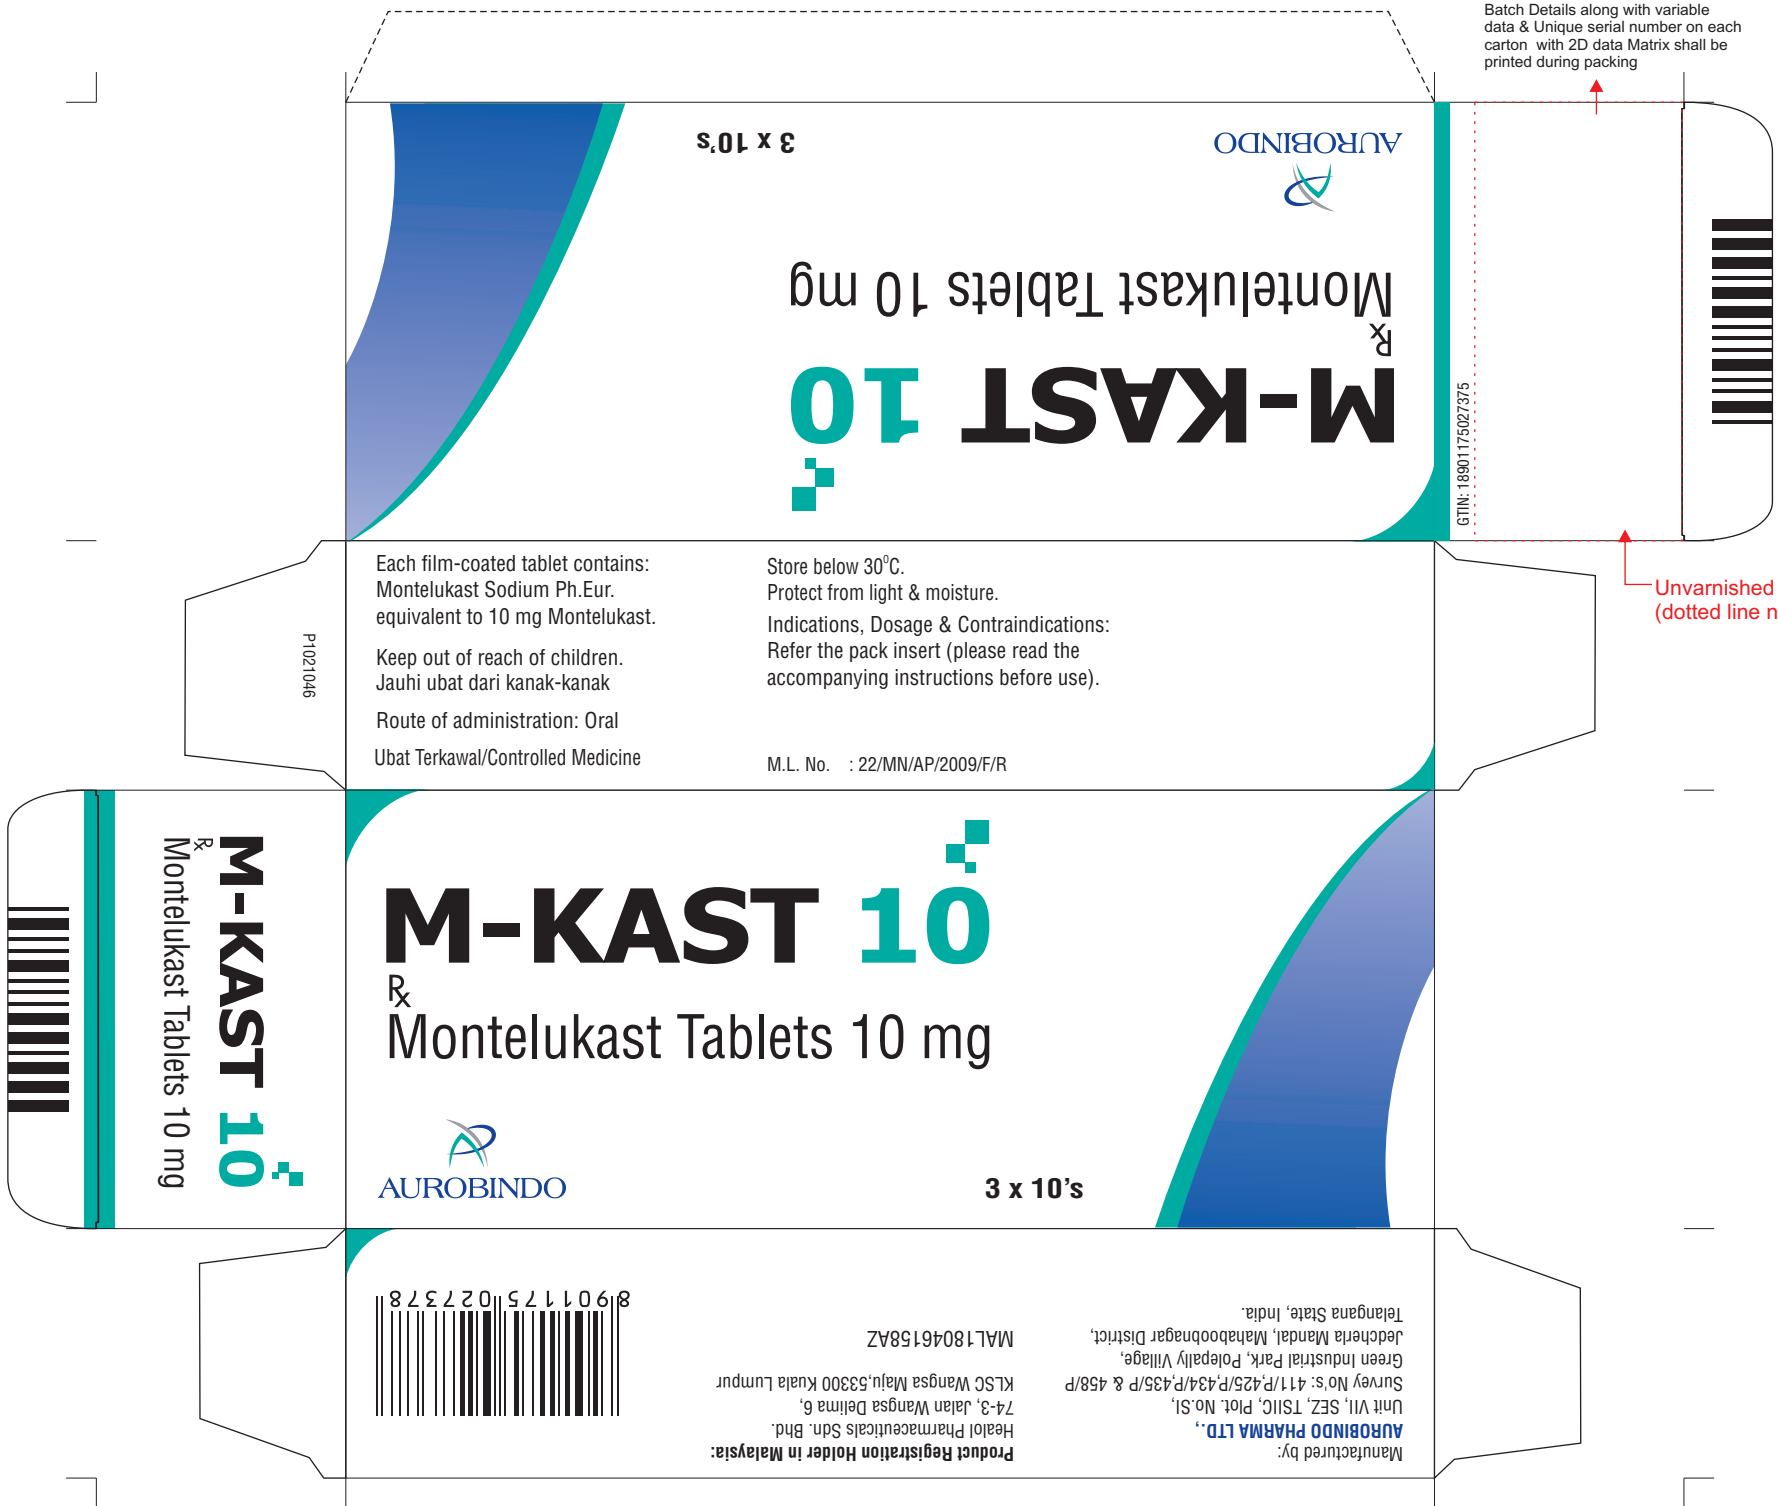 Batch Details along with variable
data & Unique serial number on each
carton with 2D data Matrix shall be
printed during packing
3 x 10's
AUROBINDO
Montelukast Tablets 10 mg
Rx
M-KAST 10
GTIN: 18901175027375
Unvarnished
(dotted line n
Each film-coated tablet contains:
Montelukast Sodium Ph.Eur.
equivalent to 10 mg Montelukast.
Keep out of reach of children.
Jauhi ubat dari kanak-kanak
Route of administration: Oral
Ubat Terkawal/Controlled Medicine
Store below 30°C.
Protect from light & moisture.
Indications, Dosage & Contraindications:
Refer the pack insert (please read the
accompanying instructions before use).
M.L. No. : 22/MN/AP/2009/F/R
P1021046
M-KAST 10
Rx
Montelukast Tablets 10 mg
M-KAST 10
Rx
Montelukast Tablets 10 mg
AUROBINDO
3 x 10's
Manufactured by:
AUROBINDO PHARMA LTD.,
Unit VII, SEZ, TSIIC, Plot. No.SI,
Survey No's: 411/P,425/P,434/P,435/P & 458/P
Green Industrial Park, Polepally Village,
Jedcherla Mandal, Mahaboobnagar District,
Telangana State, India.
Product Registration Holder in Malaysia:
Healol Pharmaceuticals Sdn. Bhd.
74-3, Jalan Wangsa Delima 6,
KLSC Wangsa Maju,53300 Kuala Lumpur
MAL18046158AZ
8 901175 027378